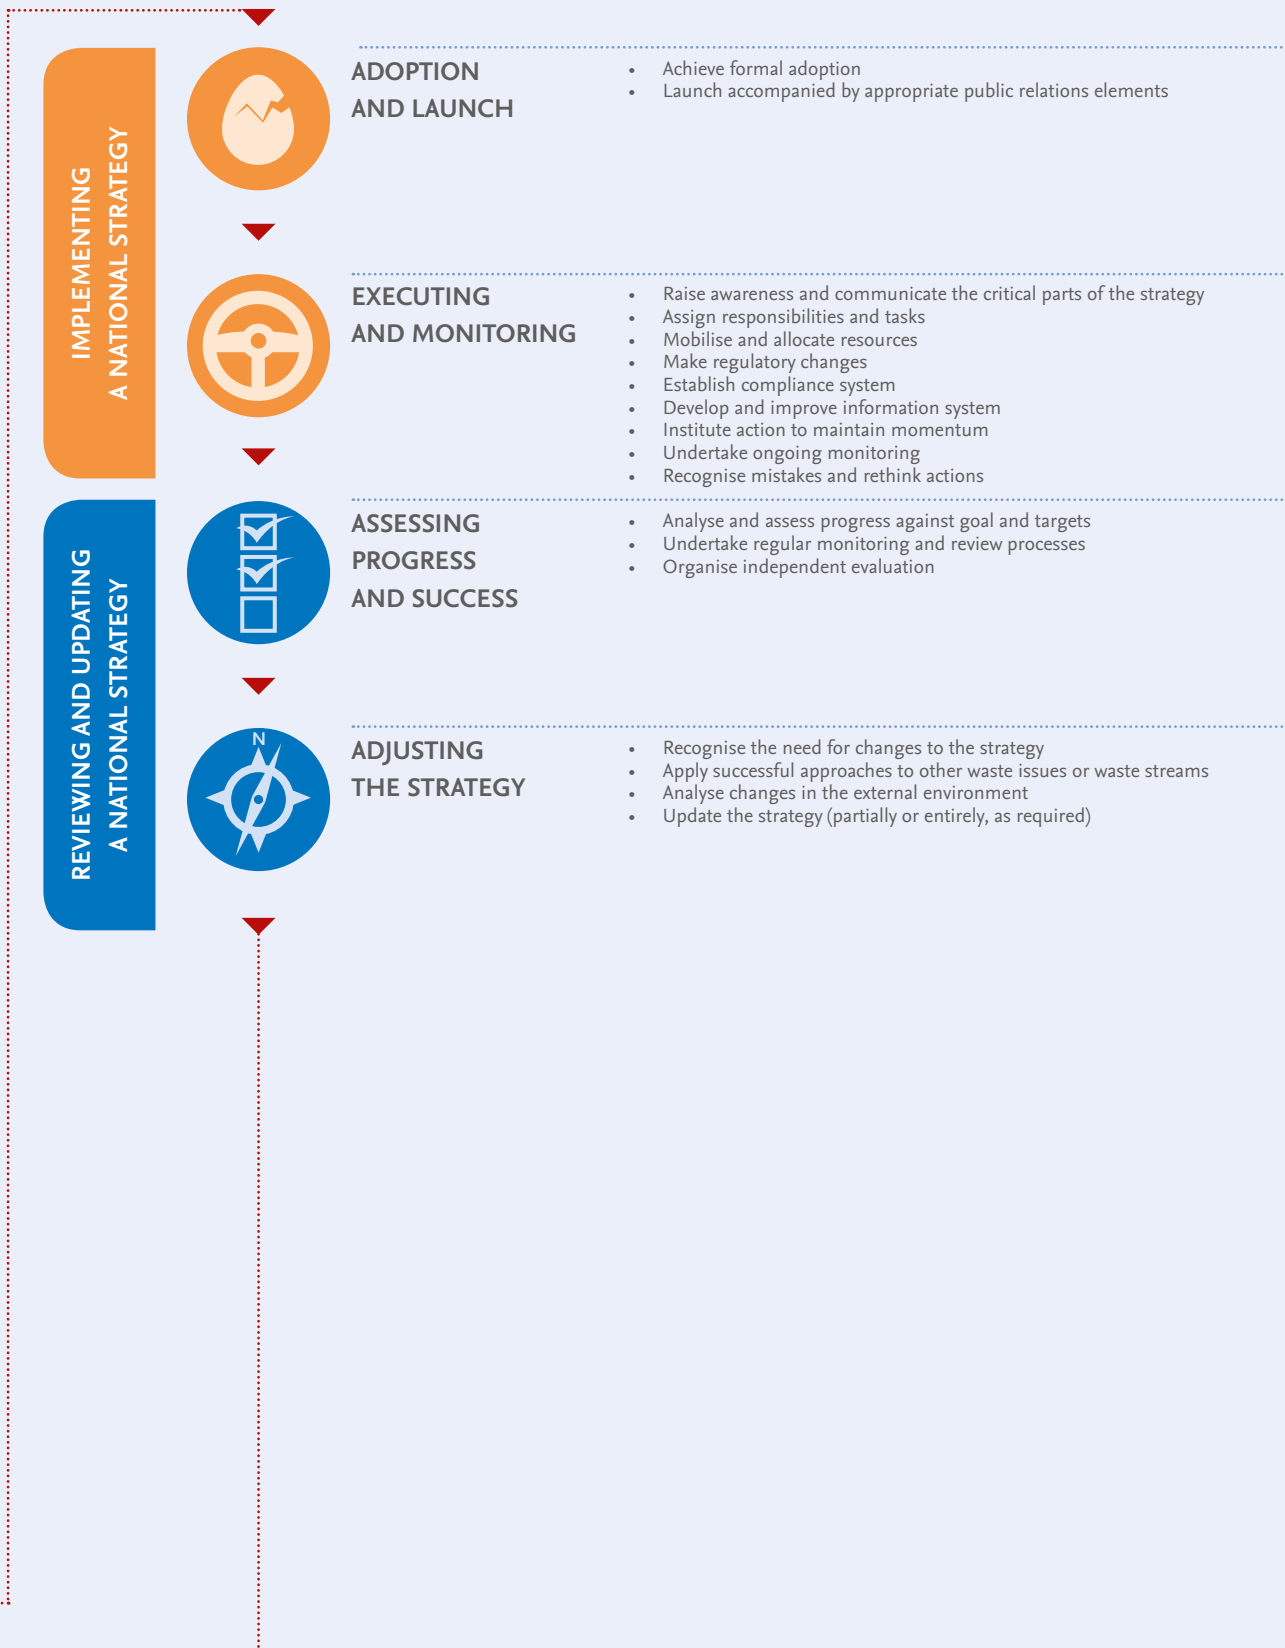 IMPLEMENTING
A NATIONAL STRATEGY
ADOPTION
AND LAUNCH
• Achieve formal adoption
• Launch accompanied by appropriate public relations elements
EXECUTING
AND MONITORING
• Raise awareness and communicate the critical parts of the strategy
• Assign responsibilities and tasks
• Mobilise and allocate resources
• Make regulatory changes
• Establish compliance system
• Develop and improve information system
• Institute action to maintain momentum
• Undertake ongoing monitoring
• Recognise mistakes and rethink actions
REVIEWING AND UPDATING
A NATIONAL STRATEGY
ASSESSING
PROGRESS
AND SUCCESS
• Analyse and assess progress against goal and targets
• Undertake regular monitoring and review processes
• Organise independent evaluation
N
ADJUSTING
THE STRATEGY
• Recognise the need for changes to the strategy
• Apply successful approaches to other waste issues or waste streams
• Analyse changes in the external environment
• Update the strategy (partially or entirely, as required)